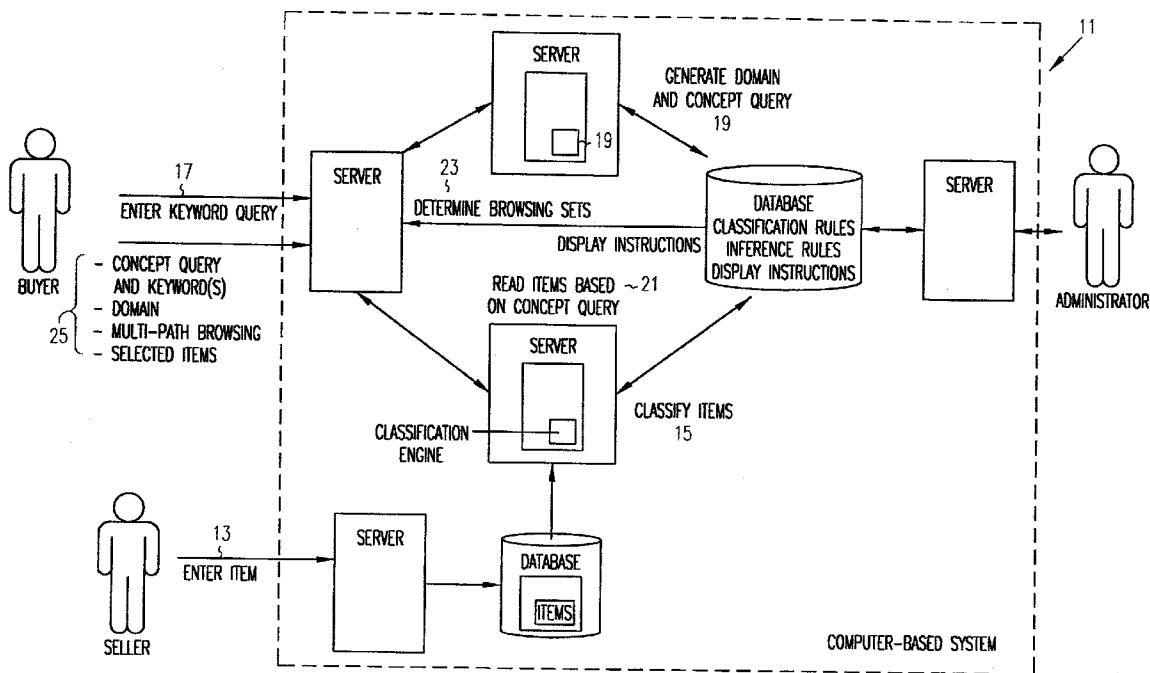 11
SERVER
19
GENERATE DOMAIN
AND CONCEPT QUERY
19
17
ENTER KEYWORD QUERY
SERVER
23
DETERMINE BROWSING SETS
DISPLAY INSTRUCTIONS
DATABASE
CLASSIFICATION RULES
INFERENCE RULES
DISPLAY INSTRUCTIONS
SERVER
ADMINISTRATOR
BUYER
25
- CONCEPT QUERY
AND KEYWORD(S)
- DOMAIN
- MULTI-PATH BROWSING
- SELECTED ITEMS
READ ITEMS BASED ~21
ON CONCEPT QUERY
SERVER
CLASSIFICATION
ENGINE
CLASSIFY ITEMS
15
13
ENTER ITEM
SELLER
SERVER
DATABASE
ITEMS
COMPUTER-BASED SYSTEM